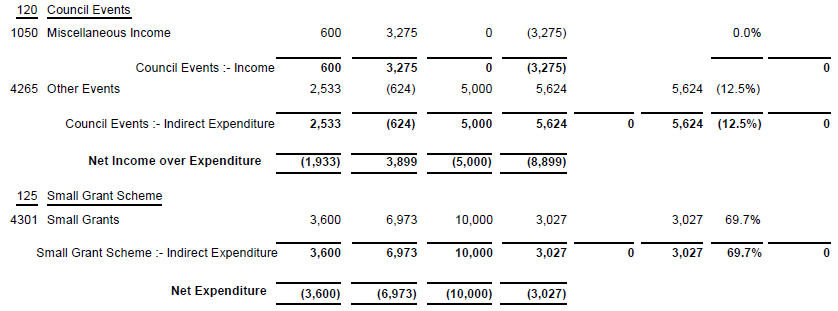 120 Council Events
1050 Miscellaneous Income 600 3,275 0 (3,275) 0.0%
Council Events :- Income 600 3,275 0 (3,275) 0
4265 Other Events 2,533 (624) 5,000 5,624 5,624 (12.5%)
Council Events :- Indirect Expenditure 2,533 (624) 5,000 5,624 0 5,624 (12.5%) 0
Net Income over Expenditure (1,933) 3,899 (5,000) (8,899)
125 Small Grant Scheme
4301 Small Grants 3,600 6,973 10,000 3,027 3,027 69.7%
Small Grant Scheme :- Indirect Expenditure 3,600 6,973 10,000 3,027 0 3,027 69.7% 0
Net Expenditure (3,600) (6,973) (10,000) (3,027)